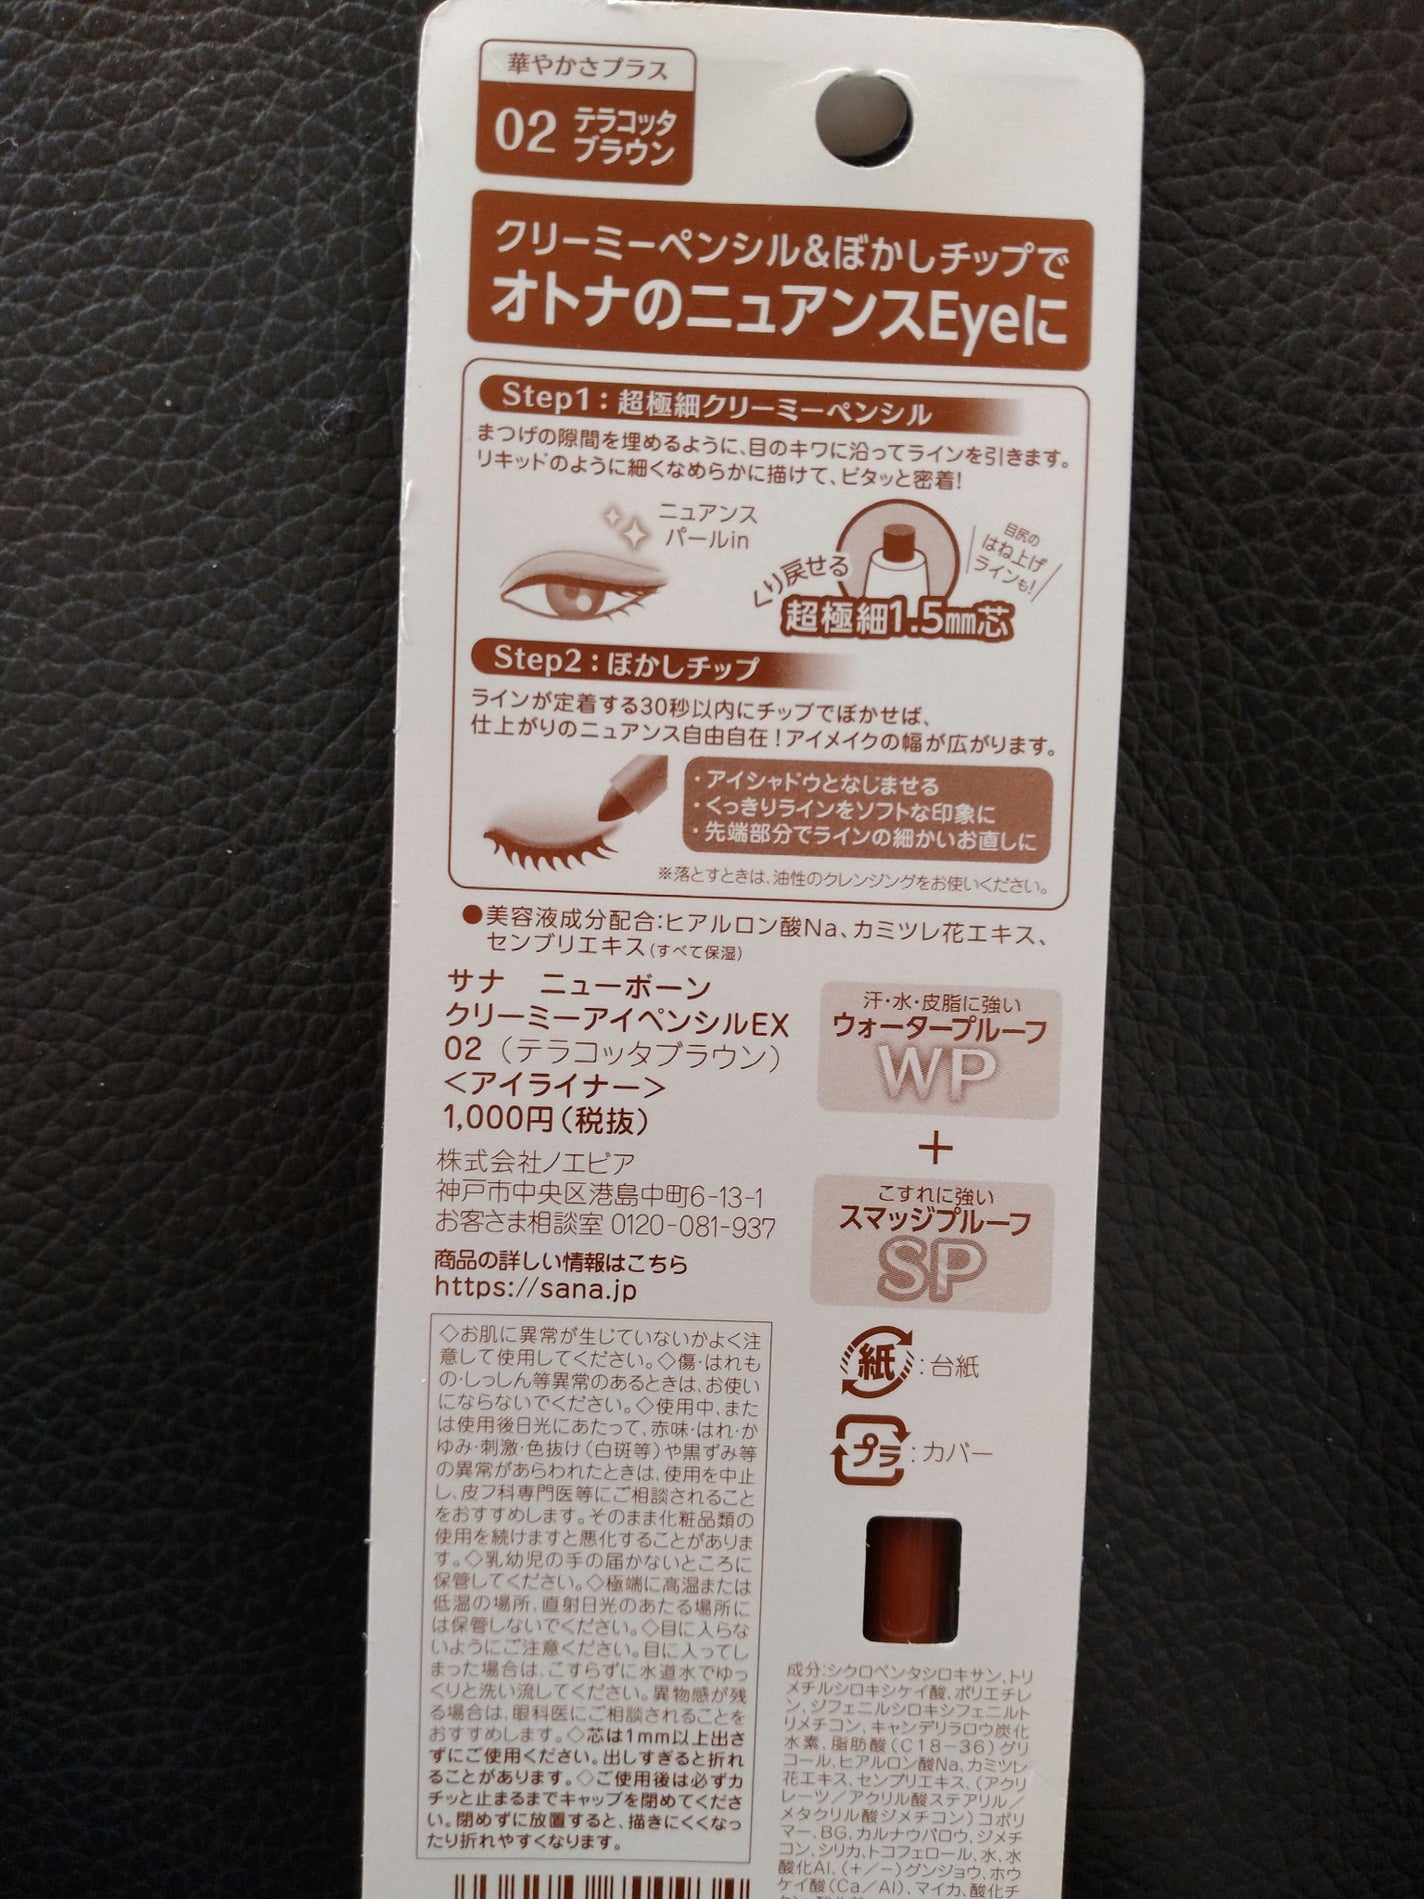 華やかさプラス
02 テラコッタ
ブラウン
クリーミーペンシル&ぼかしチップで
オトナのニュアンスEyeに
Step1：超極細クリーミーペンシル
まつげの隙間を埋めるように、目のキワに沿ってラインを引きます。
リキッドのように細くなめらかに描けて、ピタッと密着!
ニュアンス
パールin
くり戻せる
超極細1.5mm芯
目尻の
はね上げ
ラインも!
Step2：ぼかしチップ
ラインが定着する30秒以内にチップでぼかせば、
仕上がりのニュアンス自由自在！アイメイクの幅が広がります。
・アイシャドウとなじませる
・くっきりラインをソフトな印象に
・先端部分でラインの細かいお直しに
※落とすときは、油性のクレンジングをお使いください。
●美容液成分配合：ヒアルロン酸Na、カミツレ花エキス、
センブリエキス（すべて保湿）
サナ　ニューボーン
クリーミーアイペンシルEX
02（テラコッタブラウン）
＜アイライナー＞
1,000円（税抜）
株式会社ノエビア
神戸市中央区港島中町6-13-1
お客さま相談室 0120-081-937
商品の詳しい情報はこちら
https://sana.jp
汗・水・皮脂に強い
ウォータープルーフ
WP
＋
こすれに強い
スマッジプルーフ
SP
紙：台紙
プラ：カバー
◇お肌に異常が生じていないかよく注
意して使用してください。◇傷・はれも
の・しっしん等異常のあるときは、お使い
にならないでください。◇使用中、また
は使用後日光にあたって、赤味・はれ・か
ゆみ・刺激・色抜け（白斑等）や黒ずみ等
の異常があらわれたときは、使用を中止
し、皮フ科専門医等にご相談されること
をおすすめします。そのまま化粧品類の
使用を続けますと悪化することがありま
す。◇乳幼児の手の届かないところに
保管してください。◇極端に高温または
低温の場所、直射日光のあたる場所に
は保管しないでください。◇目に入らな
いようにご注意ください。目に入ってし
まった場合は、こすらずに水道水でゆっ
くりと洗い流してください。異物感が残
る場合は、眼科医にご相談されることを
おすすめします。◇芯は1mm以上出さ
ずにご使用ください。出しすぎると折れ
ることがあります。◇ご使用後は必ずカ
チッと止まるまでキャップを閉めてくださ
い。閉めずに放置すると、描きにくくなっ
たり折れやすくなります。
成分：シクロペンタシロキサン、トリ
メチルシロキシケイ酸、ポリエチレ
ン、ジフェニルシロキシフェニルト
リメチコン、キャンデリラロウ炭化
水素、脂肪酸（C18－36）グリ
コール、ヒアルロン酸Na、カミツレ
花エキス、センブリエキス、（アクリ
レーツ／アクリル酸ステアリル／
メタクリル酸ジメチコン）コポリ
マー、BG、カルナウバロウ、ジメチ
コン、シリカ、トコフェロール、水、水
酸化Al、（＋／－）グンジョウ、ホウ
ケイ酸（Ca／Al）、マイカ、酸化チ